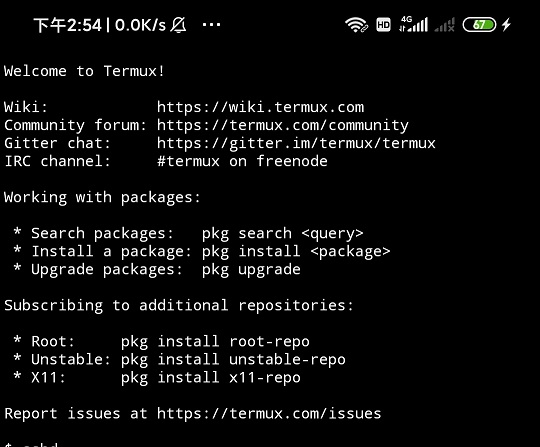 下午2:54 | 0.0K/s ...
HD 4G 67
Welcome to Termux!
Wiki: https://wiki.termux.com
Community forum: https://termux.com/community
Gitter chat: https://gitter.im/termux/termux
IRC channel: #termux on freenode
Working with packages:
* Search packages: pkg search <query>
* Install a package: pkg install <package>
* Upgrade packages: pkg upgrade
Subscribing to additional repositories:
* Root: pkg install root-repo
* Unstable: pkg install unstable-repo
* X11: pkg install x11-repo
Report issues at https://termux.com/issues
$ sshd